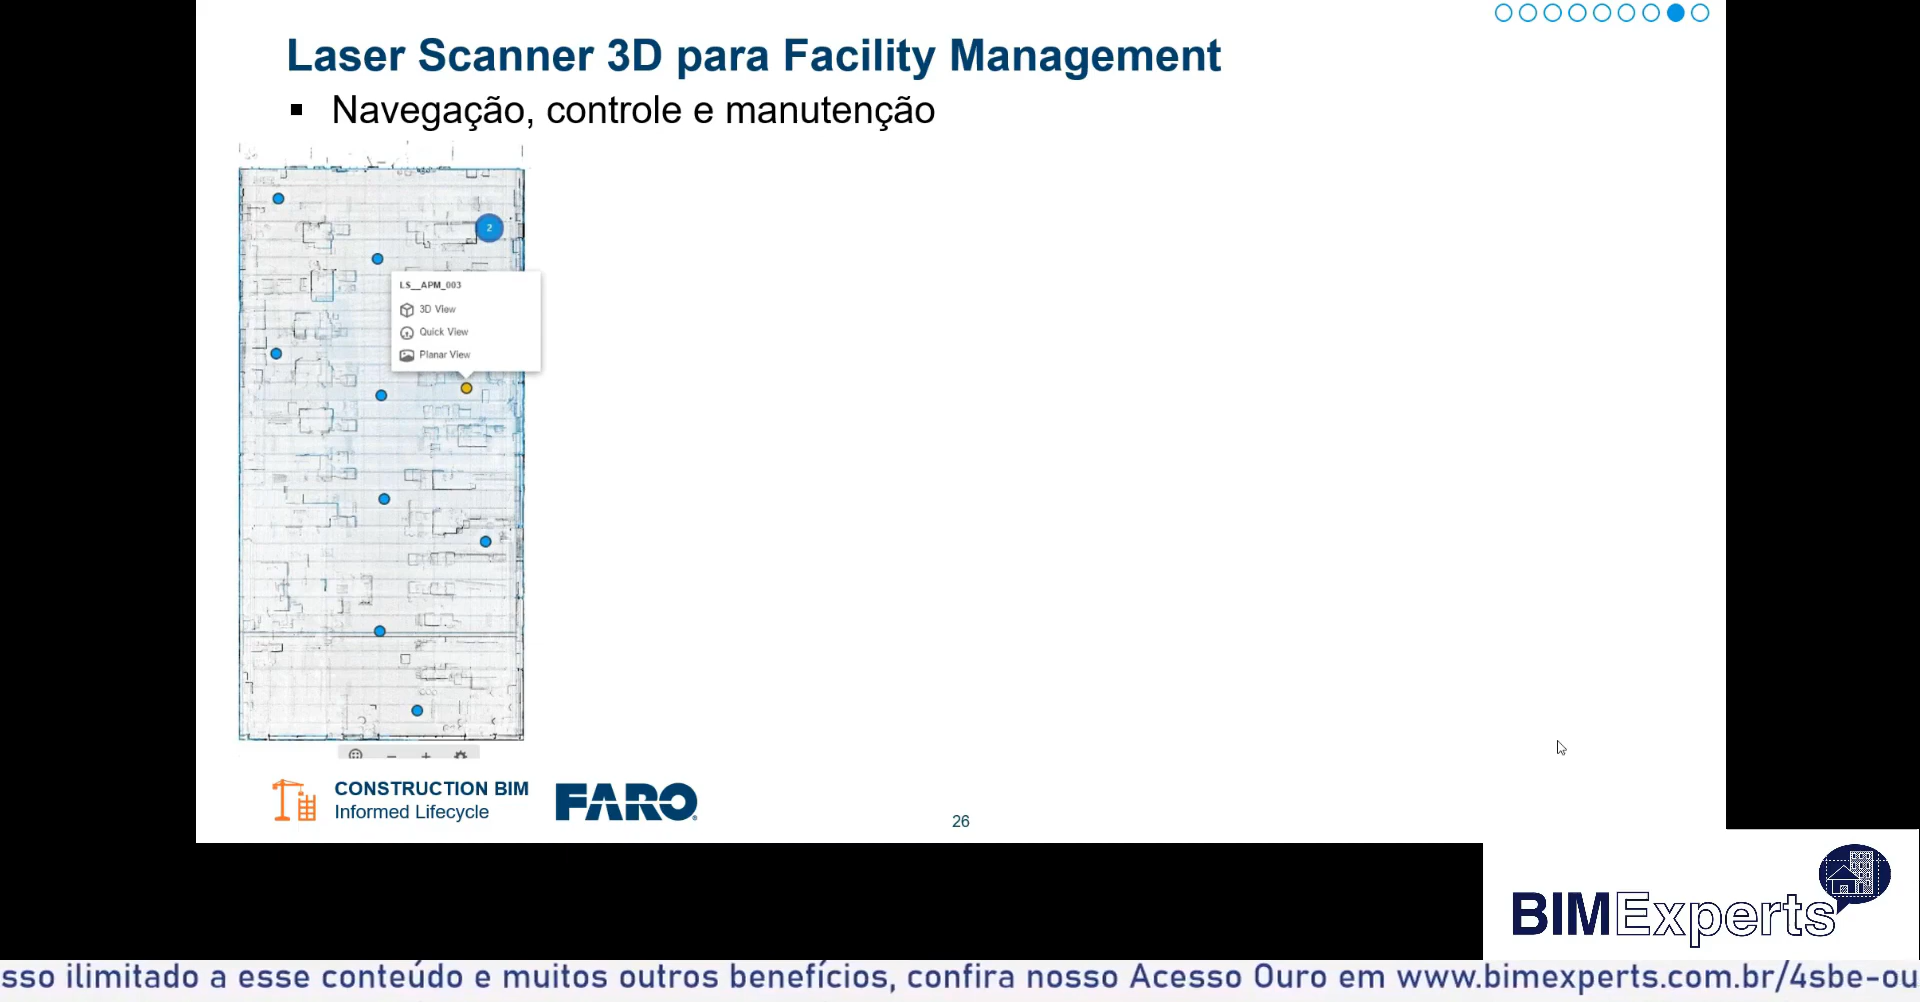 Laser Scanner 3D para Facility Management
▪ Navegação, controle e manutenção
2
LS__APM_003
3D View
Quick View
Planar View
CONSTRUCTION BIM
Informed Lifecycle
FARO®
26
BIMExperts
sso ilimitado a esse conteúdo e muitos outros benefícios, confira nosso Acesso Ouro em www.bimexperts.com.br/4sbe-ou